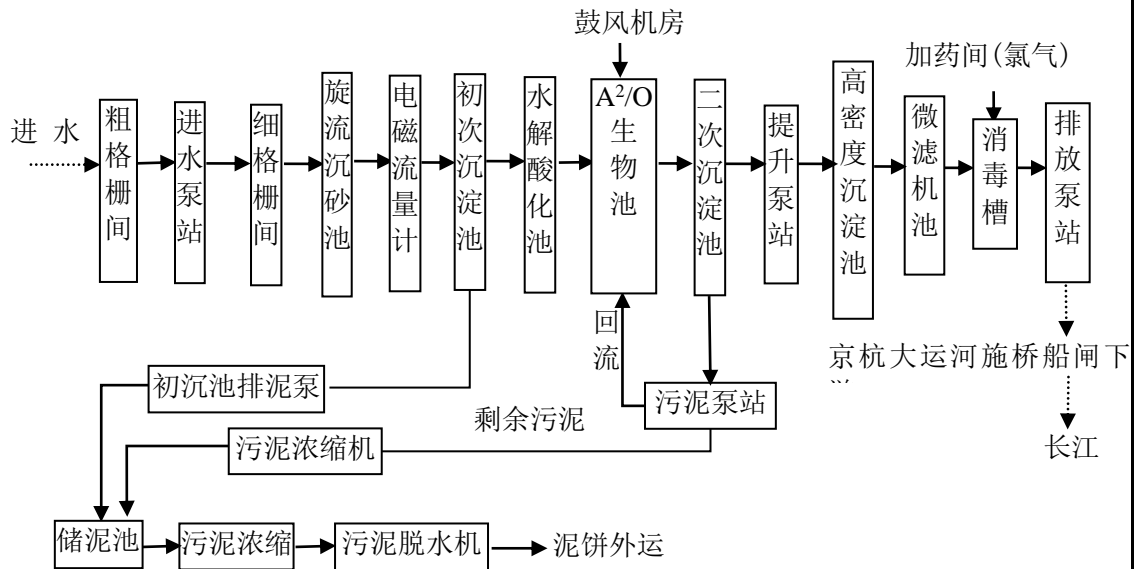 鼓风机房
加药间(氯气)
进 水
粗格栅间
进水泵站
细格栅间
旋流沉砂池
电磁流量计
初次沉淀池
水解酸化池
A²/O生物池
二次沉淀池
提升泵站
高密度沉淀池
微滤机池
消毒槽
排放泵站
回流
京杭大运河施桥船闸下
初沉池排泥泵
污泥泵站
剩余污泥
污泥浓缩机
长江
储泥池
污泥浓缩
污泥脱水机
泥饼外运